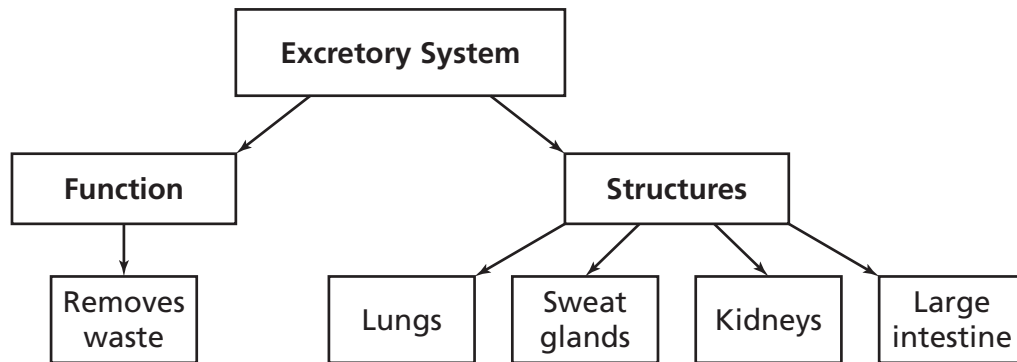 Excretory System
Function
Structures
Removes
waste
Lungs
Sweat
glands
Kidneys
Large
intestine